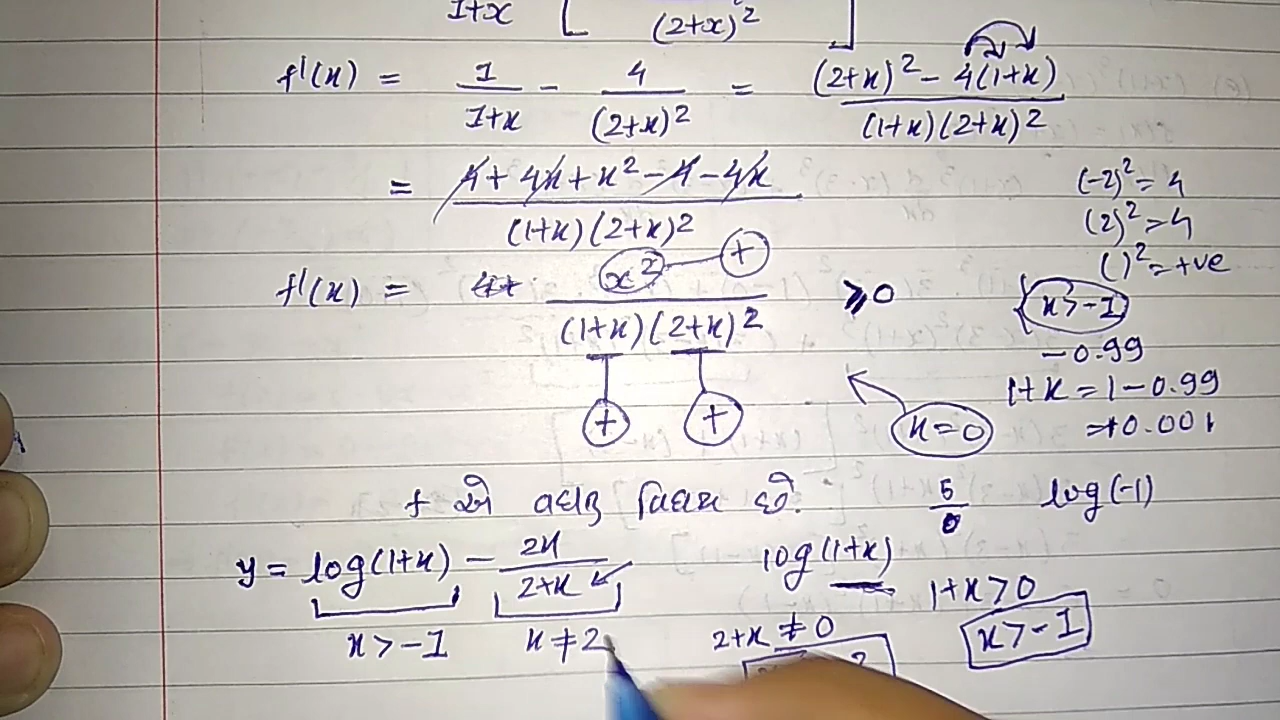 1+x [ (2+x)² ]
f'(x) = 1/(1+x) - 4/(2+x)² = ((2+x)² - 4(1+x))/((1+x)(2+x)²)
= (4 + 4x + x² - 4 - 4x)/((1+x)(2+x)²)
(-2)² = 4
(2)² = 4
( )² = +ve
f'(x) = x²/((1+x)(2+x)²) ≥ 0
+
+ +
{ x > -1
-0.99
1+x = 1 - 0.99
= +0.001
x = 0
f એ વધતું વિધેય છે.
5/0 log(-1)
y = log(1+x) - 2x/(2+x)
x > -1 x ≠ 2
log(1+x)
1+x > 0
x > -1
2+x ≠ 0